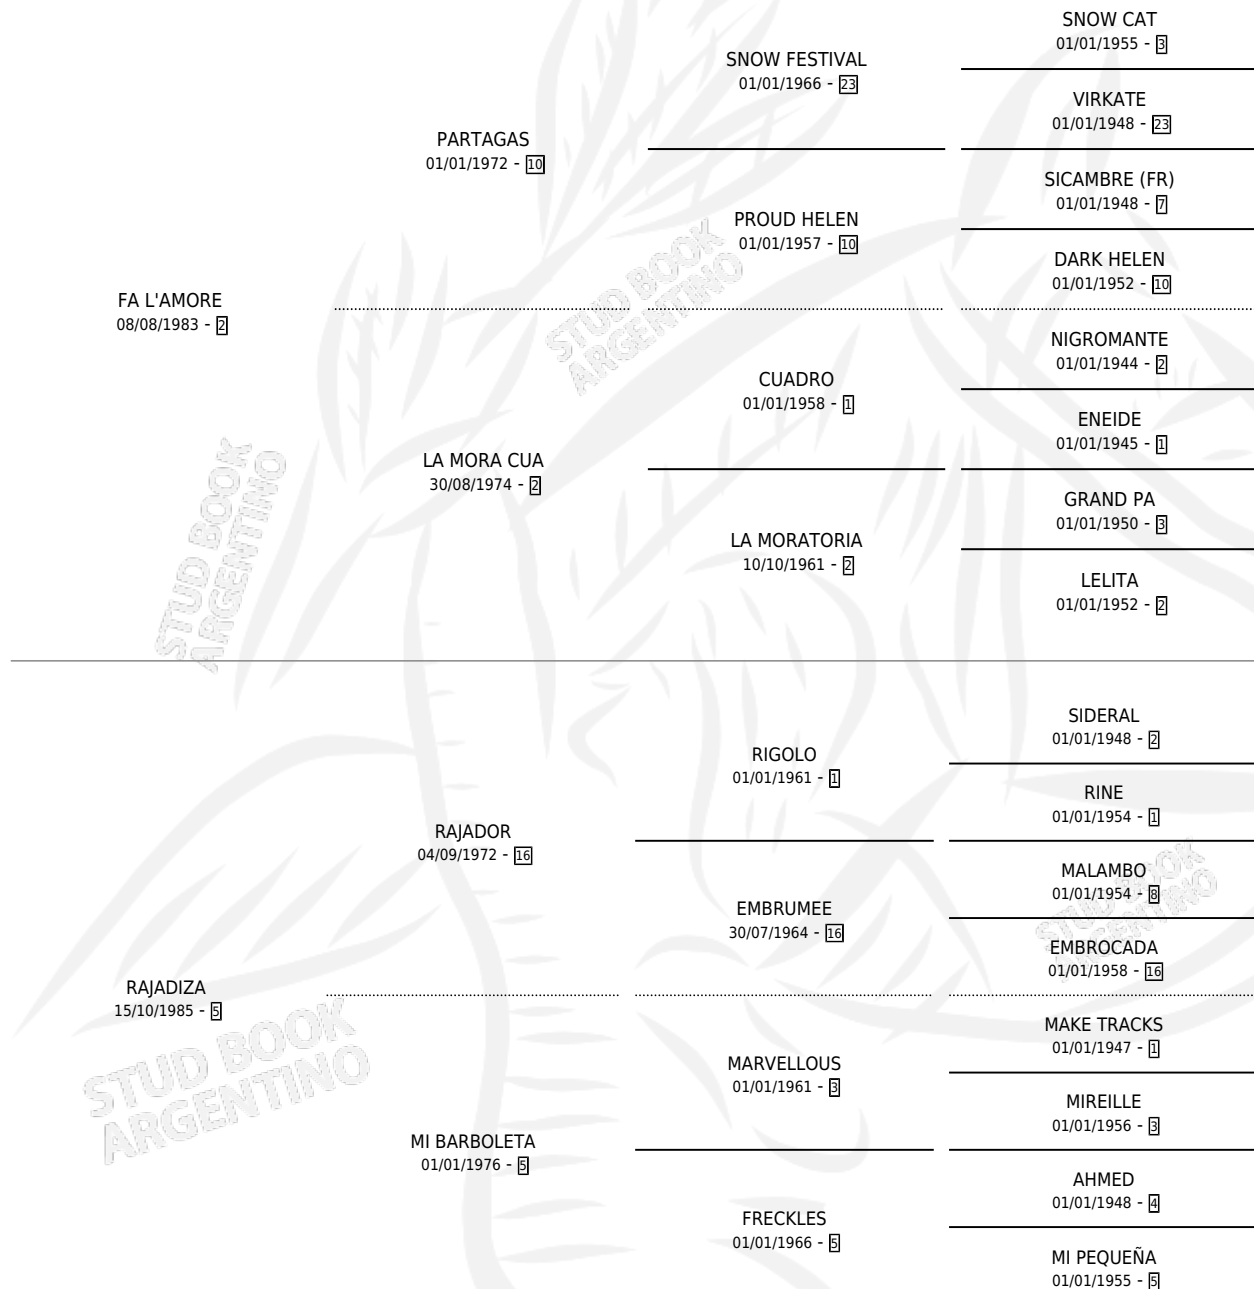 SNOW CAT
01/01/1955 - 3
SNOW FESTIVAL
01/01/1966 - 23
VIRKATE
01/01/1948 - 23
PARTAGAS
01/01/1972 - 10
SICAMBRE (FR)
01/01/1948 - 7
PROUD HELEN
01/01/1957 - 10
DARK HELEN
01/01/1952 - 10
FA L'AMORE
08/08/1983 - 2
NIGROMANTE
01/01/1944 - 2
CUADRO
01/01/1958 - 1
ENEIDE
01/01/1945 - 1
LA MORA CUA
30/08/1974 - 2
GRAND PA
01/01/1950 - 3
LA MORATORIA
10/10/1961 - 2
LELITA
01/01/1952 - 2
SIDERAL
01/01/1948 - 2
RIGOLO
01/01/1961 - 1
RINE
01/01/1954 - 1
RAJADOR
04/09/1972 - 16
MALAMBO
01/01/1954 - 8
EMBRUMEE
30/07/1964 - 16
EMBROCADA
01/01/1958 - 16
RAJADIZA
15/10/1985 - 5
MAKE TRACKS
01/01/1947 - 1
MARVELLOUS
01/01/1961 - 3
MIREILLE
01/01/1956 - 3
MI BARBOLETA
01/01/1976 - 5
AHMED
01/01/1948 - 4
FRECKLES
01/01/1966 - 5
MI PEQUEÑA
01/01/1955 - 5
STUD BOOK
ARGENTINO
STUD BOOK
ARGENTINO
STUD BOOK
ARGENTINO
STUD BOOK
ARGENTINO